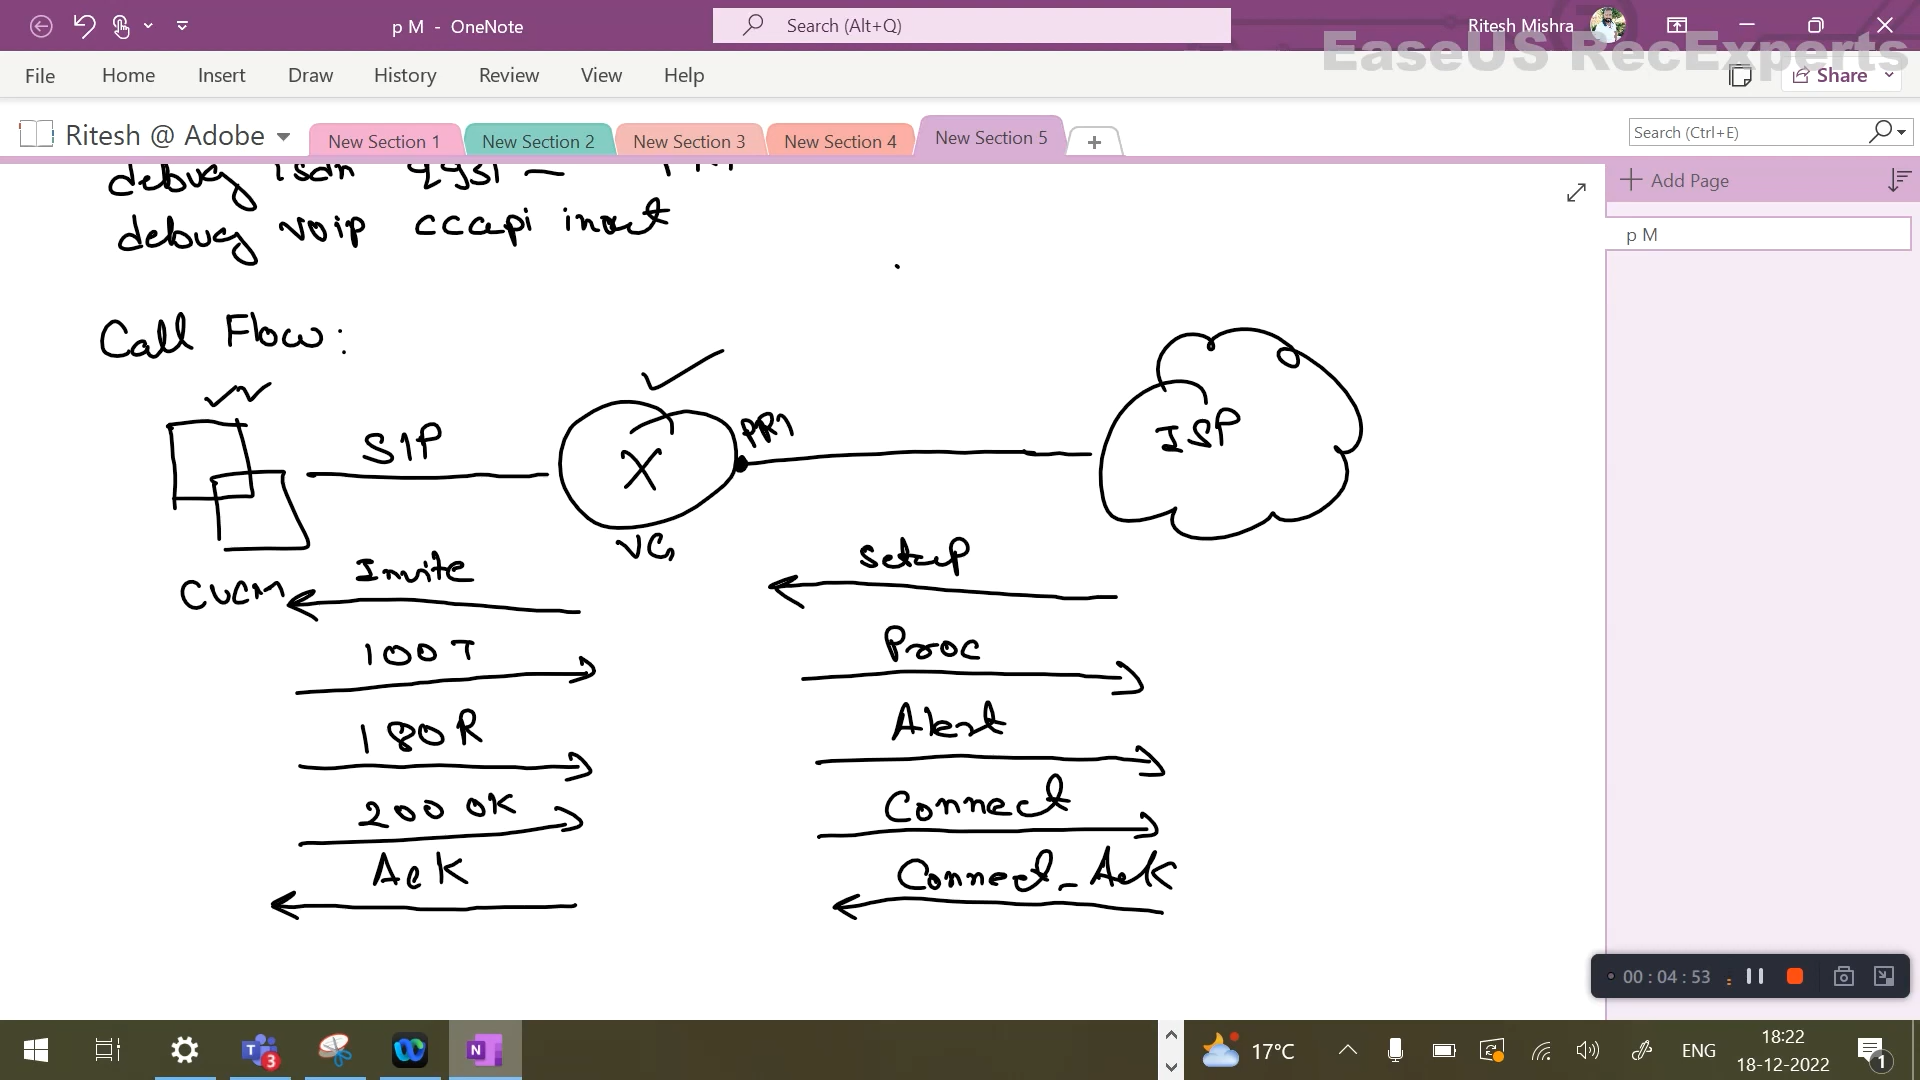 p M - OneNote
Search (Alt+Q)
Ritesh Mishra
EaseUS RecExperts
File Home Insert Draw History Review View Help
Share
Ritesh @ Adobe
New Section 1
New Section 2
New Section 3
New Section 4
New Section 5
+
Search (Ctrl+E)
Add Page
p M
debug isdn
debug voip ccapi inout
Call Flow:
SIP
X
PRI
ISP
VG
CUCM
Invite
Setup
100 T
Proc
180 R
Alert
200 OK
Connect
Ack
Connect_Ack
00 : 04 : 53
T 3
N
17°C
ENG
18:22
18-12-2022
1